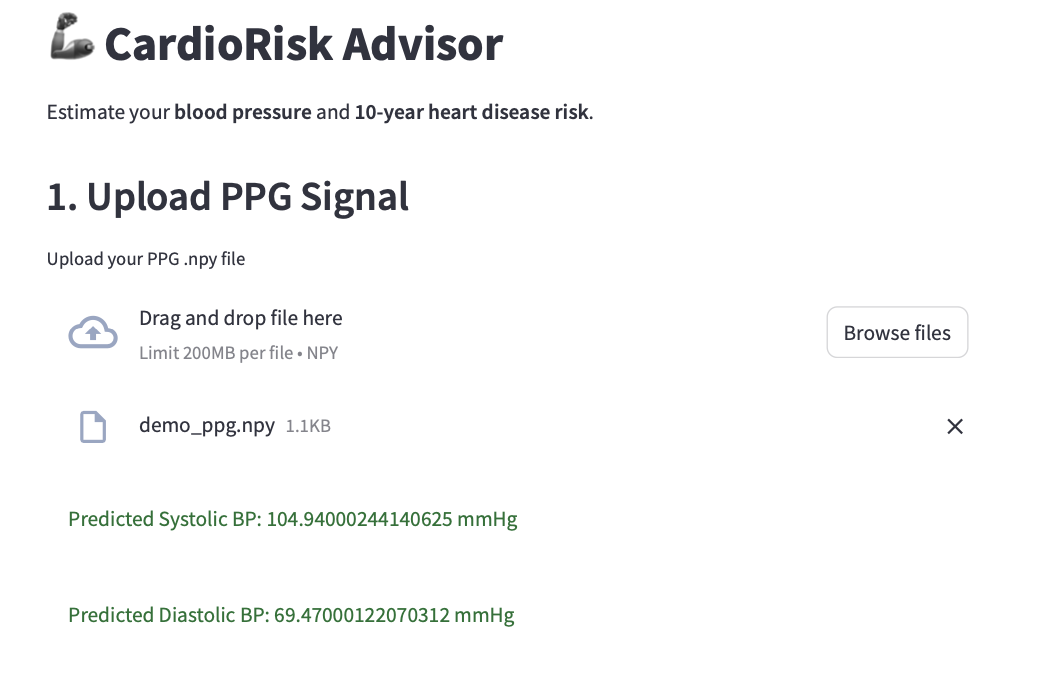 CardioRisk Advisor
Estimate your blood pressure and 10-year heart disease risk.
1. Upload PPG Signal
Upload your PPG .npy file
Drag and drop file here
Limit 200MB per file • NPY
Browse files
demo_ppg.npy 1.1KB
Predicted Systolic BP: 104.94000244140625 mmHg
Predicted Diastolic BP: 69.47000122070312 mmHg